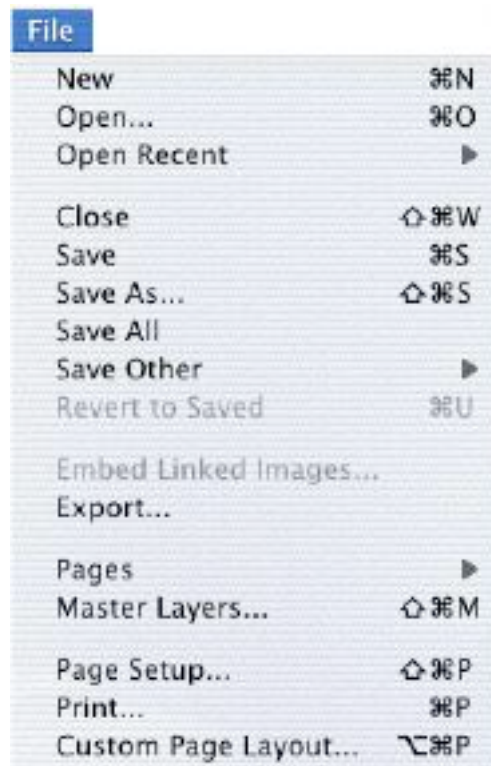 File
New ⌘N
Open... ⌘O
Open Recent ▶
Close ⇧⌘W
Save ⌘S
Save As... ⇧⌘S
Save All
Save Other ▶
Revert to Saved ⌘U
Embed Linked Images...
Export...
Pages ▶
Master Layers... ⇧⌘M
Page Setup... ⇧⌘P
Print... ⌘P
Custom Page Layout... ⌥⌘P